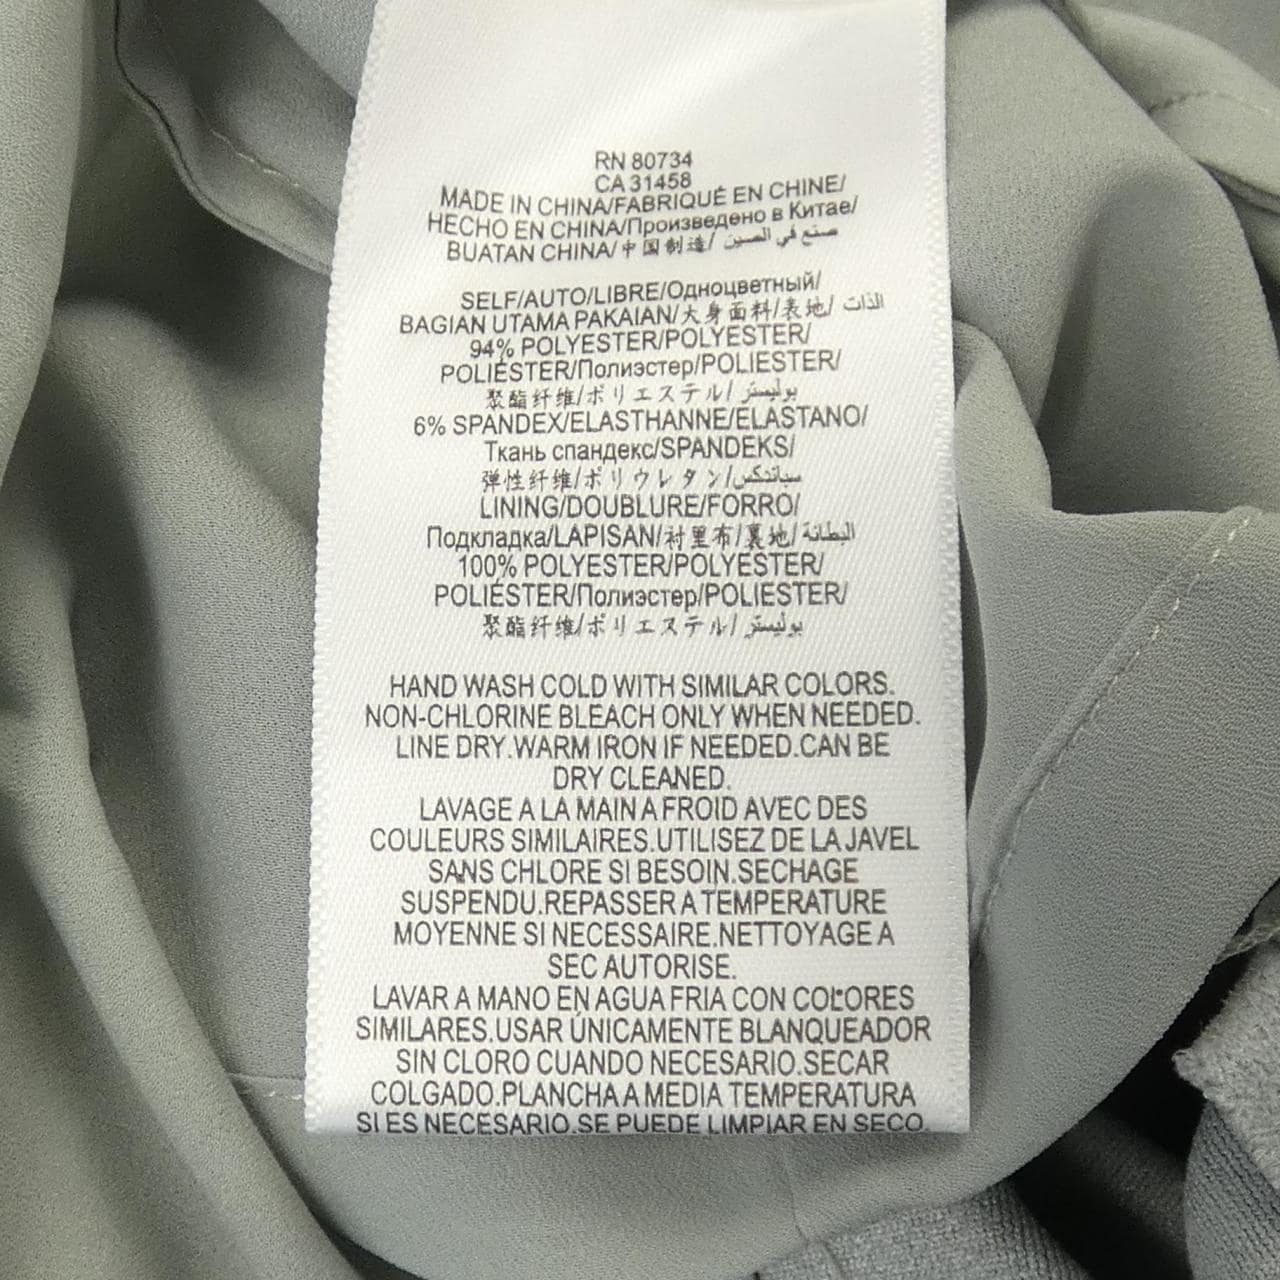 RN 80734
CA 31458
MADE IN CHINA/FABRIQUÉ EN CHINE/
HECHO EN CHINA/Произведено в Китае/
BUATAN CHINA/中国制造/ صنع في الصين
SELF/AUTO/LIBRE/Одноцветный/
BAGIAN UTAMA PAKAIAN/大身面料/表地/ الذات
94% POLYESTER/POLYESTER/
POLIÉSTER/Полиэстер/POLIESTER/
聚酯纤维/ポリエステル/ بوليستر
6% SPANDEX/ELASTHANNE/ELASTANO/
Ткань спандекс/SPANDEKS/
弹性纤维/ポリウレタン/سباندكس
LINING/DOUBLURE/FORRO/
Подкладка/LAPISAN/衬里布/裏地/البطانة
100% POLYESTER/POLYESTER/
POLIÉSTER/Полиэстер/POLIESTER/
聚酯纤维/ポリエステル/ بوليستر
HAND WASH COLD WITH SIMILAR COLORS.
NON-CHLORINE BLEACH ONLY WHEN NEEDED.
LINE DRY.WARM IRON IF NEEDED.CAN BE
DRY CLEANED.
LAVAGE A LA MAIN A FROID AVEC DES
COULEURS SIMILAIRES.UTILISEZ DE LA JAVEL
SANS CHLORE SI BESOIN.SECHAGE
SUSPENDU.REPASSER A TEMPERATURE
MOYENNE SI NECESSAIRE.NETTOYAGE A
SEC AUTORISE.
LAVAR A MANO EN AGUA FRIA CON COLORES
SIMILARES.USAR ÚNICAMENTE BLANQUEADOR
SIN CLORO CUANDO NECESARIO.SECAR
COLGADO.PLANCHA A MEDIA TEMPERATURA
SI ES NECESARIO.SE PUEDE LIMPIAR EN SECO.